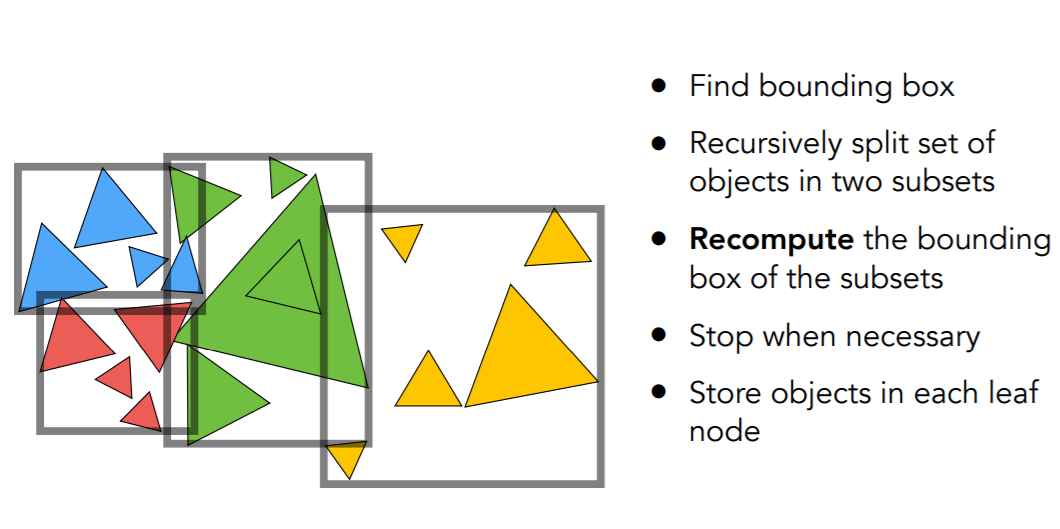 ● Find bounding box
● Recursively split set of
objects in two subsets
● Recompute the bounding
box of the subsets
● Stop when necessary
● Store objects in each leaf
node